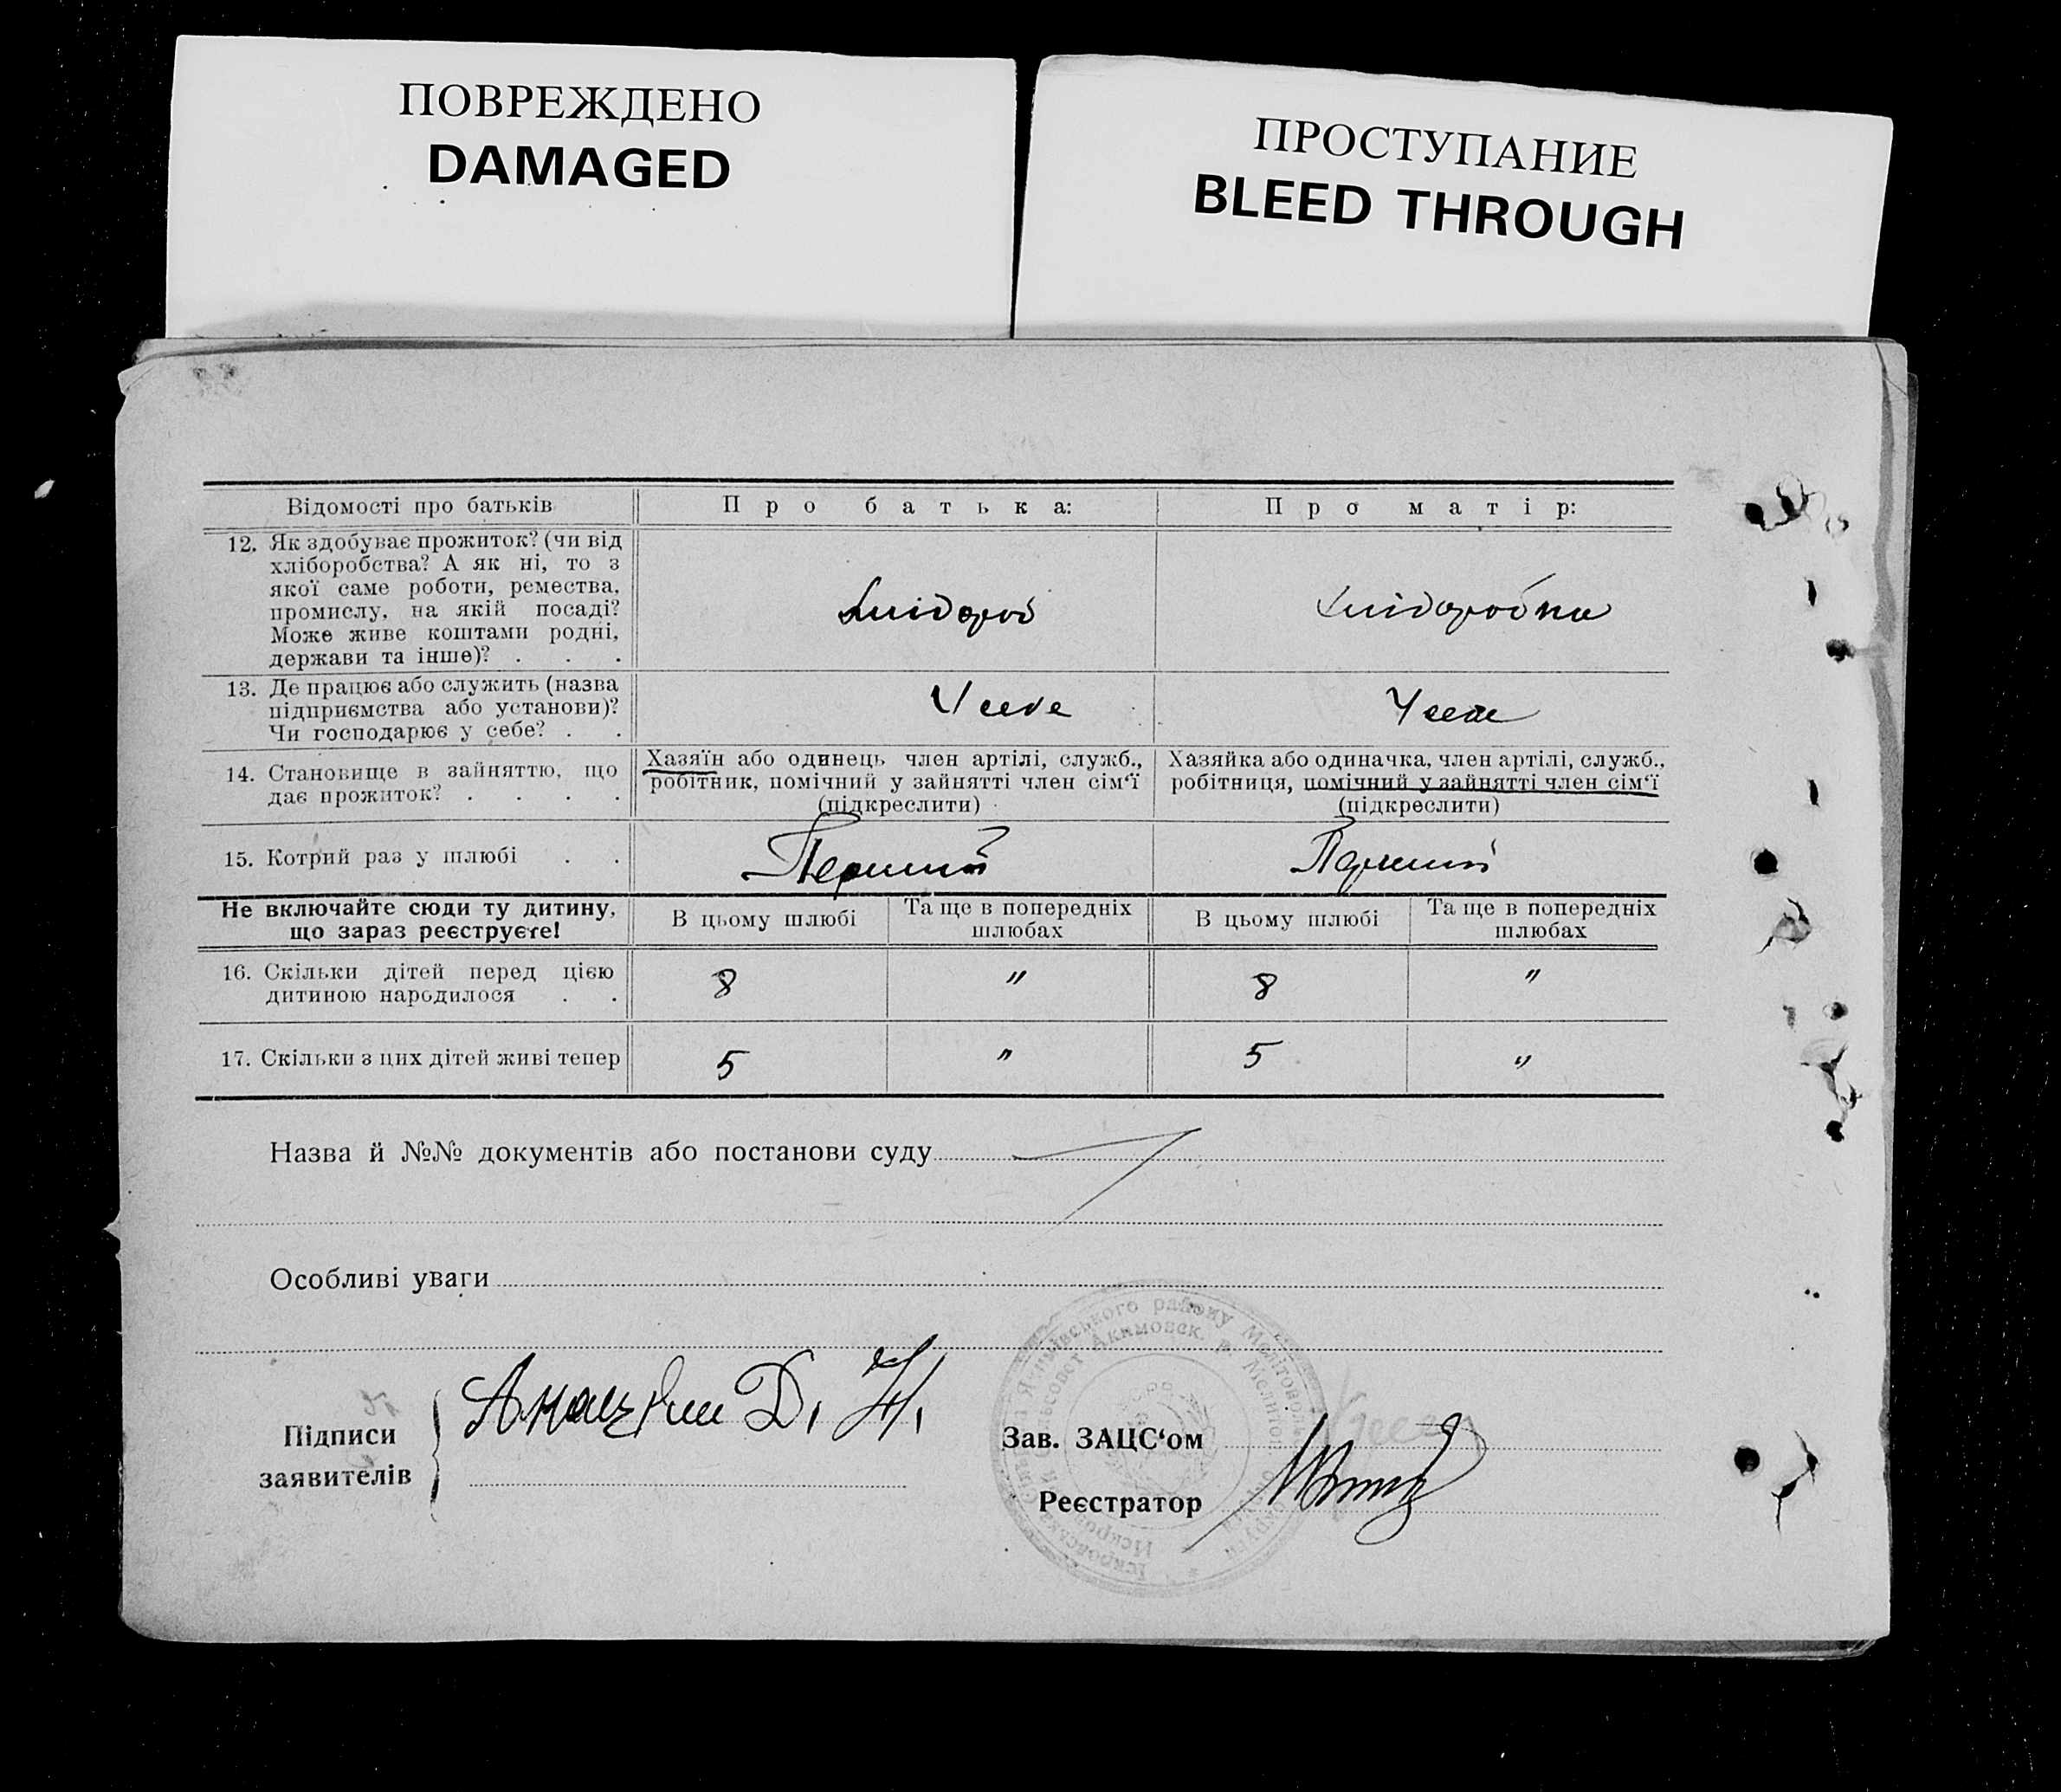 ПОВРЕЖДЕНО
DAMAGED
ПРОСТУПАНИЕ
BLEED THROUGH
Відомості про батьків
Про батька:
Про матір:
12. Як здобуває прожиток? (чи від
хліборобства? А як ні, то з
якої саме роботи, ремества,
промислу, на якій посаді?
Може живе коштами родні,
держави та інше)? . . .
13. Де працює або служить (назва
підприємства або установи)?
Чи господарює у себе? . .
У себе
У себе
14. Становище в зайняттю, що
дає прожиток? . . . .
Хазяїн або одинець член артілі, служб.,
робітник, помічний у зайнятті член сім‘ї
(підкреслити)
Хазяйка або одиначка, член артілі, служб.,
робітниця, помічний у зайнятті член сім‘ї
(підкреслити)
15. Котрий раз у шлюбі . .
Перший
Перший
Не включайте сюди ту дитину,
що зараз реєструєте!
В цьому шлюбі
Та ще в попередніх
шлюбах
В цьому шлюбі
Та ще в попередніх
шлюбах
16. Скільки дітей перед цією
дитиною народилося . .
8 " 8 "
17. Скільки з цих дітей живі тепер
5 " 5 "
Назва й №№ документів або постанови суду
Особливі уваги
Підписи
заявителів
Д. Н.
Зав. ЗАЦС‘ом
Реєстратор
району Мелітопольськ
Акимовск. р. Мелитоп.